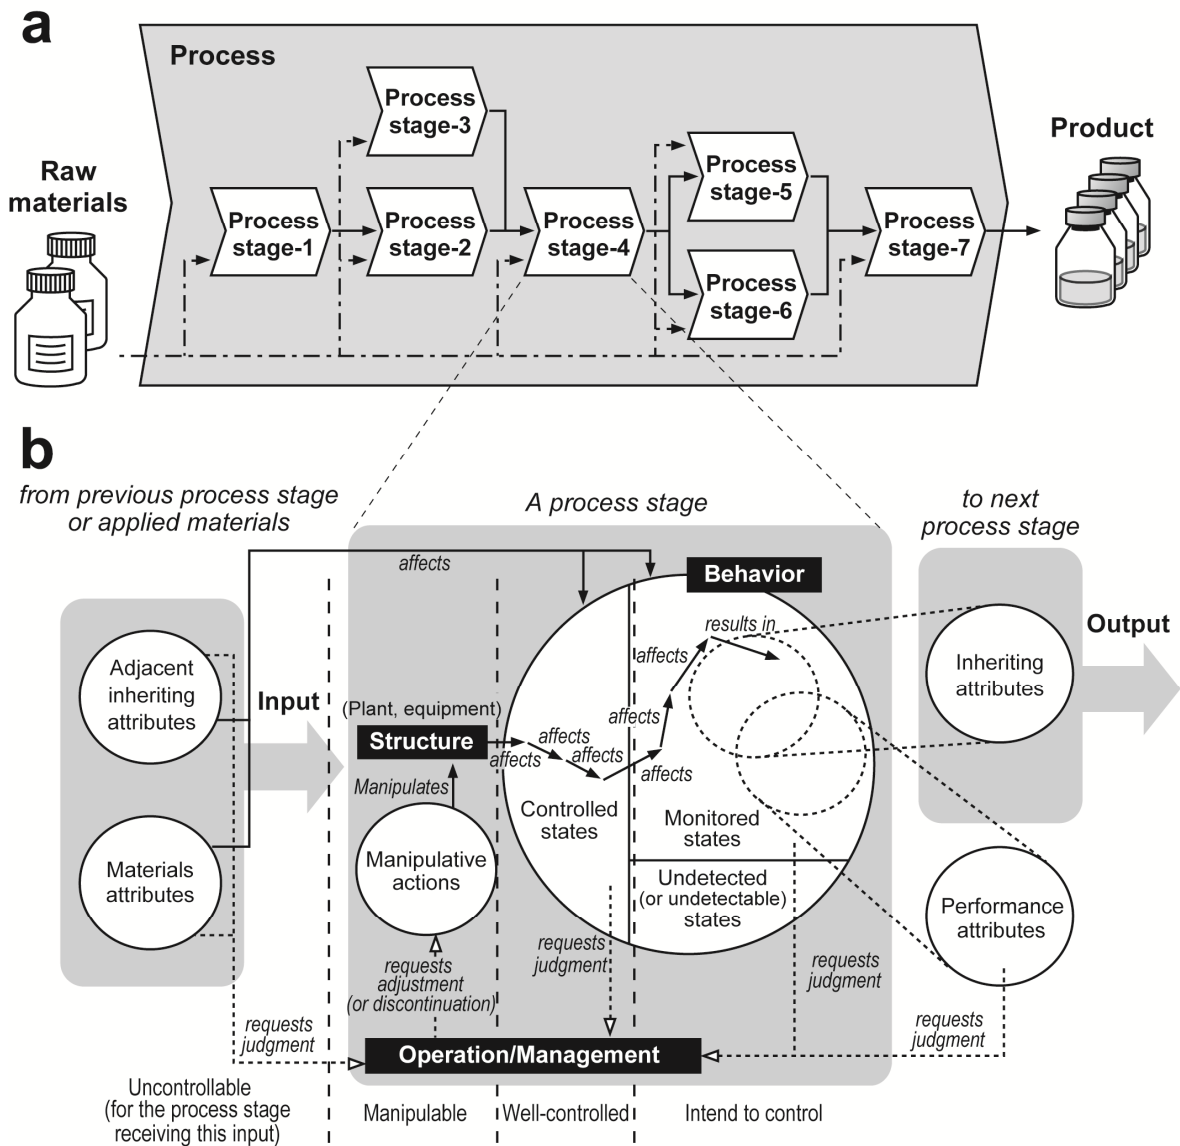 a
Process
Process
stage-3
Product
Raw
materials
Process
stage-1
Process
stage-2
Process
stage-4
Process
stage-5
Process
stage-7
Process
stage-6
b
from previous process stage
or applied materials
A process stage
to next
process stage
affects
Behavior
results in
Output
Adjacent
inheriting
attributes
Input
(Plant, equipment)
Structure
affects
affects
affects
affects
affects
affects
Inheriting
attributes
Manipulates
Controlled
states
Monitored
states
Materials
attributes
Manipulative
actions
Undetected
(or undetectable)
states
Performance
attributes
requests
adjustment
(or discontinuation)
requests
judgment
requests
judgment
requests
judgment
requests
judgment
Operation/Management
Uncontrollable
(for the process stage
receiving this input)
Manipulable
Well-controlled
Intend to control